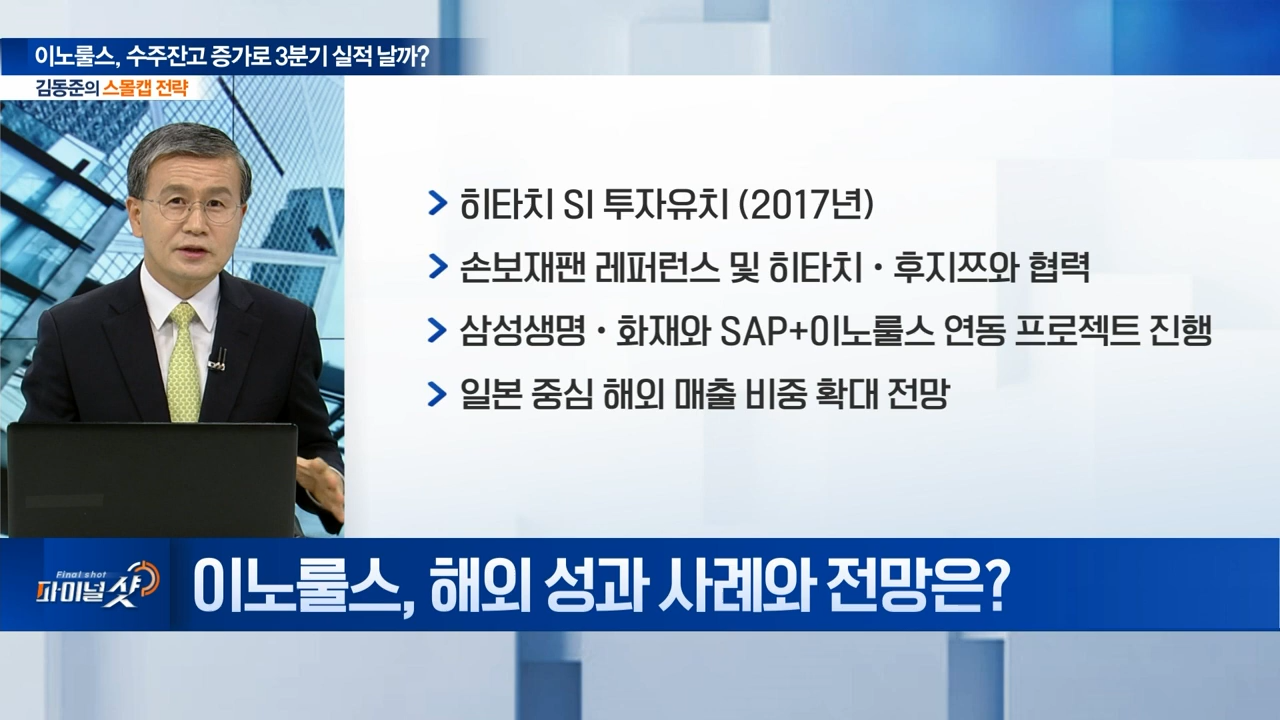 이노룰스, 수주잔고 증가로 3분기 실적 날까?
김동준의 스몰캡 전략
히타치 SI 투자유치 (2017년)
손보재팬 레퍼런스 및 히타치·후지쯔와 협력
삼성생명·화재와 SAP+이노룰스 연동 프로젝트 진행
일본 중심 해외 매출 비중 확대 전망
Final shot
파이널샷
이노룰스, 해외 성과 사례와 전망은?